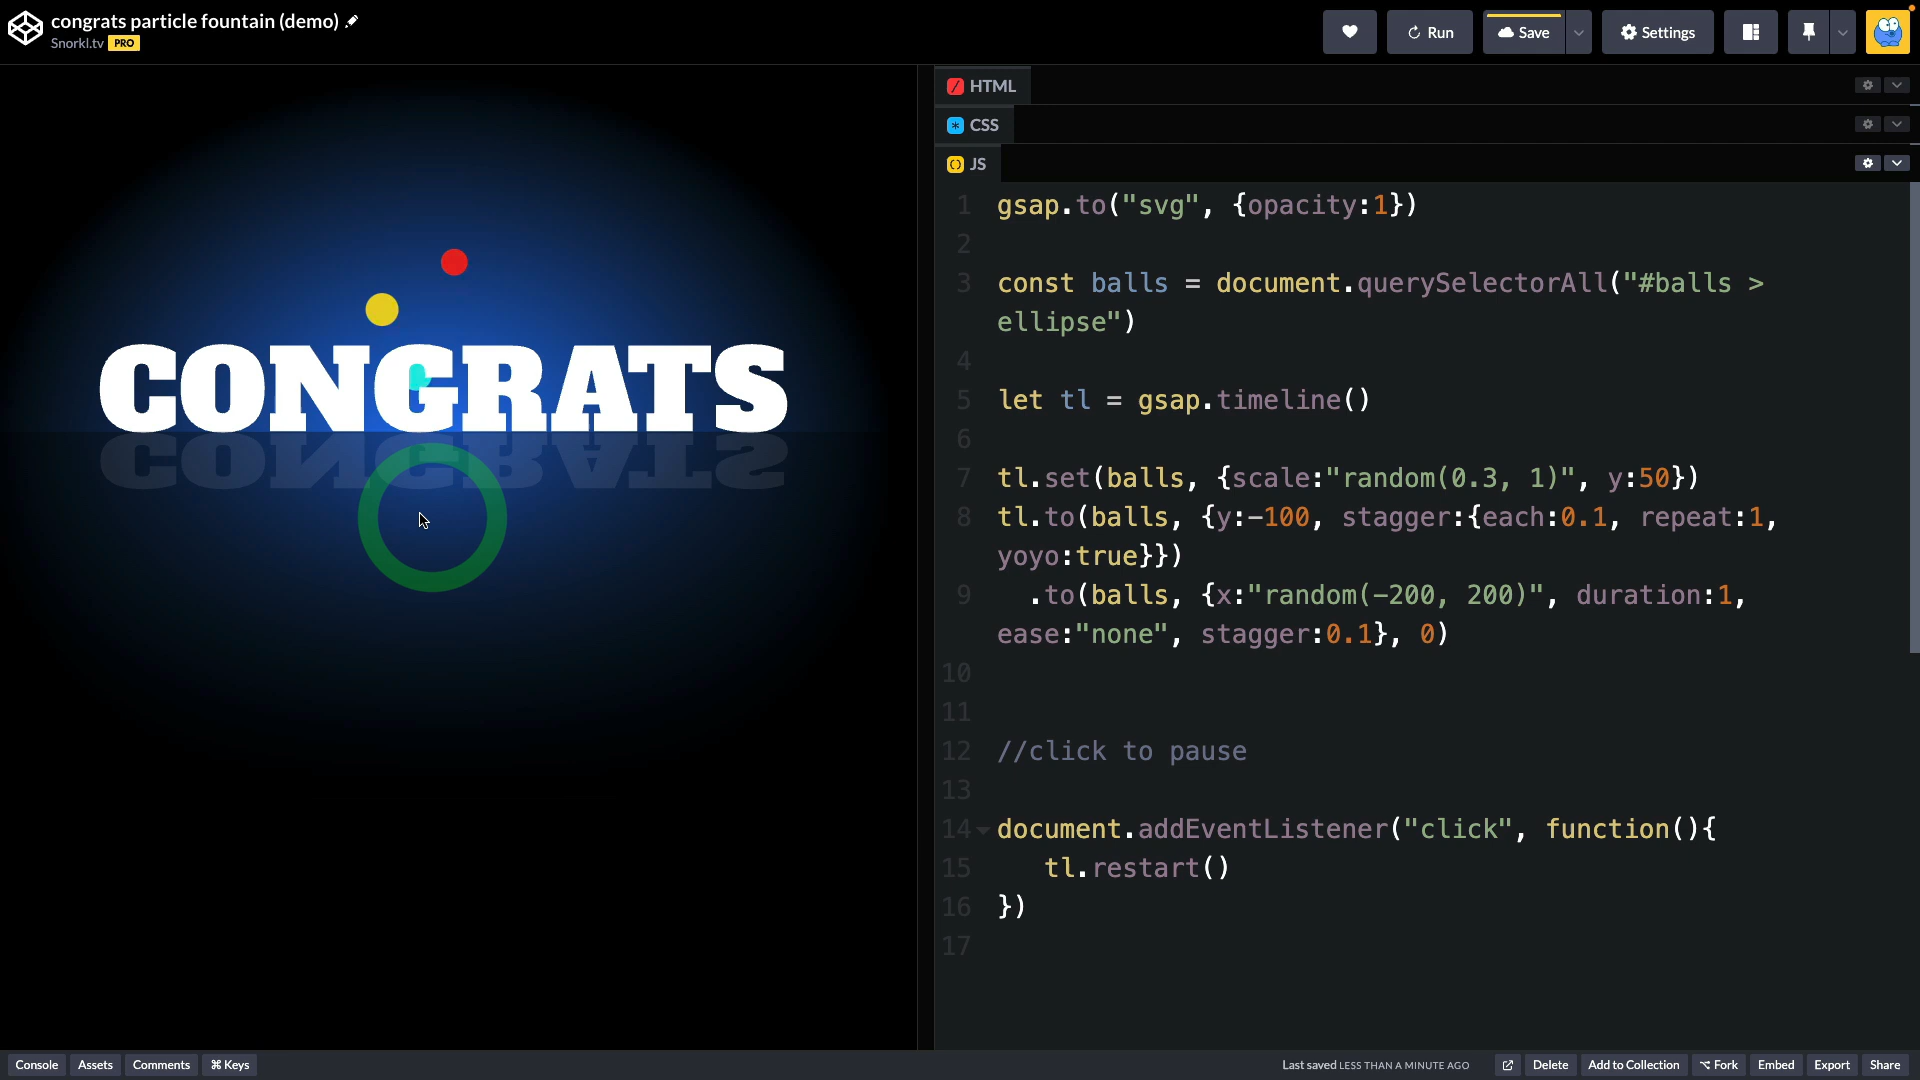 congrats particle fountain (demo)
Snorkl.tv PRO
Run
Save
Settings
CONGRATS
CONGRATS
HTML
CSS
JS
1 gsap.to("svg", {opacity:1})
2
3 const balls = document.querySelectorAll("#balls >
ellipse")
4
5 let tl = gsap.timeline()
6
7 tl.set(balls, {scale:"random(0.3, 1)", y:50})
8 tl.to(balls, {y:-100, stagger:{each:0.1, repeat:1,
yoyo:true}})
9 .to(balls, {x:"random(-200, 200)", duration:1,
ease:"none", stagger:0.1}, 0)
10
11
12 //click to pause
13
14 document.addEventListener("click", function(){
15 tl.restart()
16 })
17
Console Assets Comments ⌘ Keys
Last saved LESS THAN A MINUTE AGO Delete Add to Collection Fork Embed Export Share